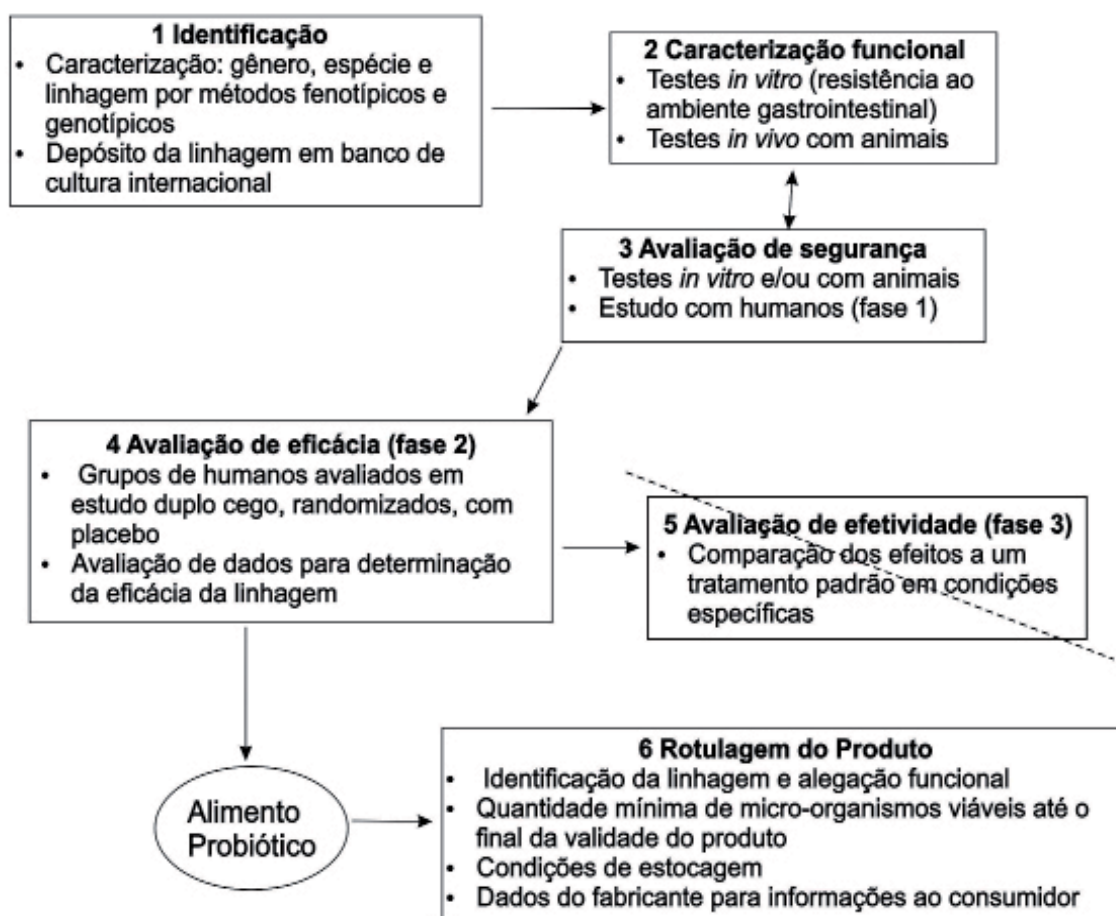 1 Identificação
• Caracterização: gênero, espécie e
linhagem por métodos fenotípicos e
genotípicos
• Depósito da linhagem em banco de
cultura internacional
2 Caracterização funcional
• Testes in vitro (resistência ao
ambiente gastrointestinal)
• Testes in vivo com animais
3 Avaliação de segurança
• Testes in vitro e/ou com animais
• Estudo com humanos (fase 1)
4 Avaliação de eficácia (fase 2)
• Grupos de humanos avaliados em
estudo duplo cego, randomizados, com
placebo
• Avaliação de dados para determinação
da eficácia da linhagem
5 Avaliação de efetividade (fase 3)
• Comparação dos efeitos a um
tratamento padrão em condições
específicas
Alimento
Probiótico
6 Rotulagem do Produto
• Identificação da linhagem e alegação funcional
• Quantidade mínima de micro-organismos viáveis até o
final da validade do produto
• Condições de estocagem
• Dados do fabricante para informações ao consumidor